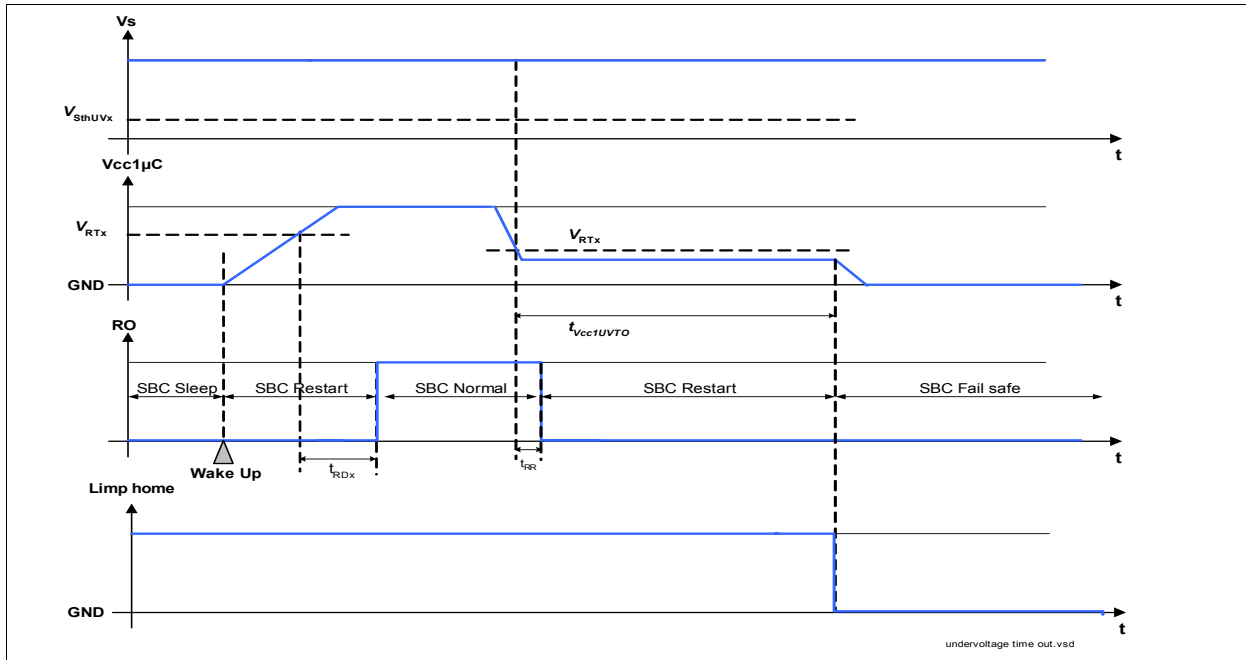 Vs
VSthUVx
t
Vcc1µC
VRTx
VRTx
GND
t
tVcc1UVTO
RO
SBC Sleep
SBC Restart
SBC Normal
SBC Restart
SBC Fail safe
t
Wake Up
tRDx
tRR
Limp home
GND
t
undervoltage time out.vsd